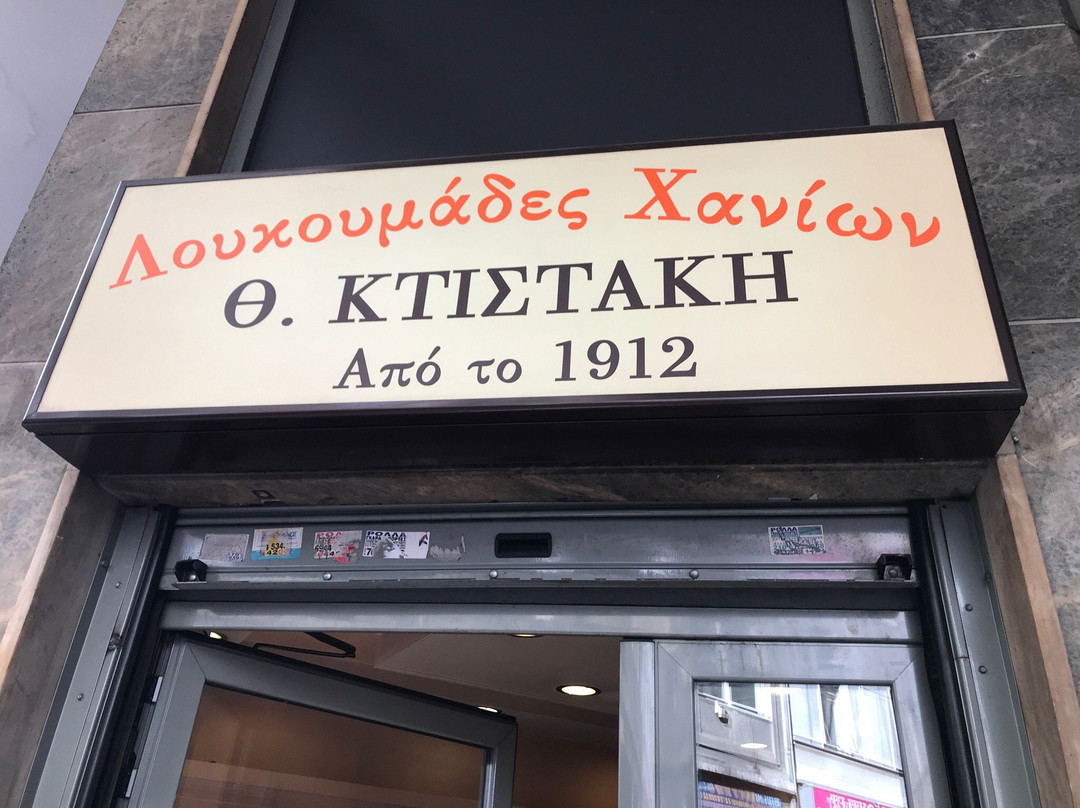 Λουκουμάδες Χανίων
Θ. ΚΤΙΣΤΑΚΗ
Από το 1912